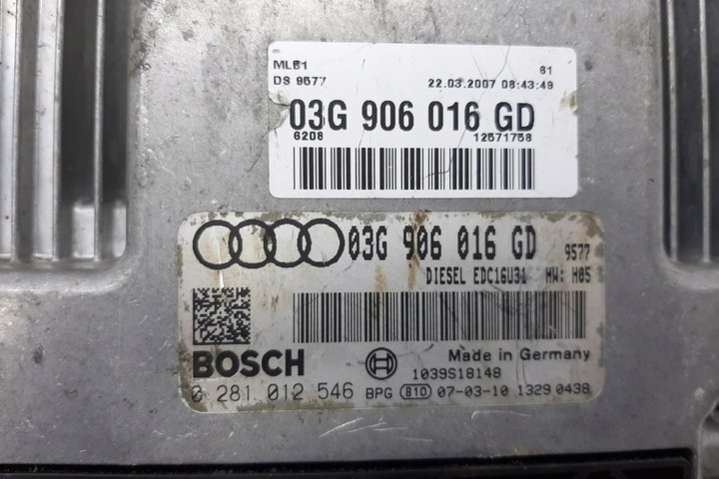 MLB1 61
DS 9577 22.03.2007 08:43:49
03G 906 016 GD
6208 12571758
03G 906 016 GD 9577
DIESEL EDC16U31 HW: H05
BOSCH Made in Germany
1039S18148
0 281 012 546 BPG 810 07-03-10 1329 0438